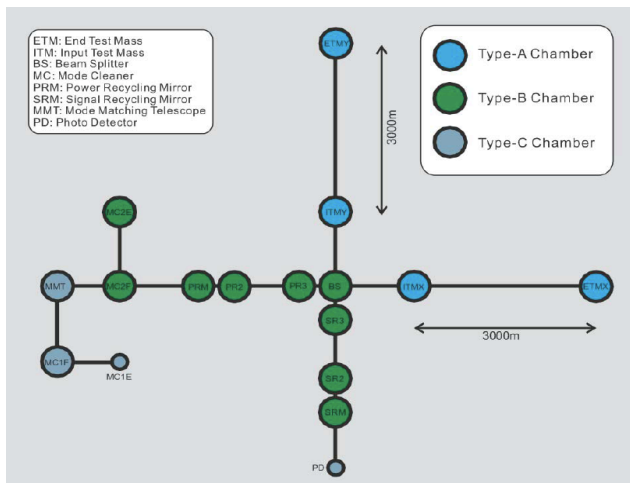 ETM: End Test Mass
ITM: Input Test Mass
BS: Beam Splitter
MC: Mode Cleaner
PRM: Power Recycling Mirror
SRM: Signal Recycling Mirror
MMT: Mode Matching Telescope
PD: Photo Detector
ETMY
Type-A Chamber
Type-B Chamber
Type-C Chamber
3000m
MC2E
ITMY
MMT
MC2F
PRM
PR2
PR3
BS
ITMX
ETMX
SR3
3000m
MC1F
MC1E
SR2
SRM
PD